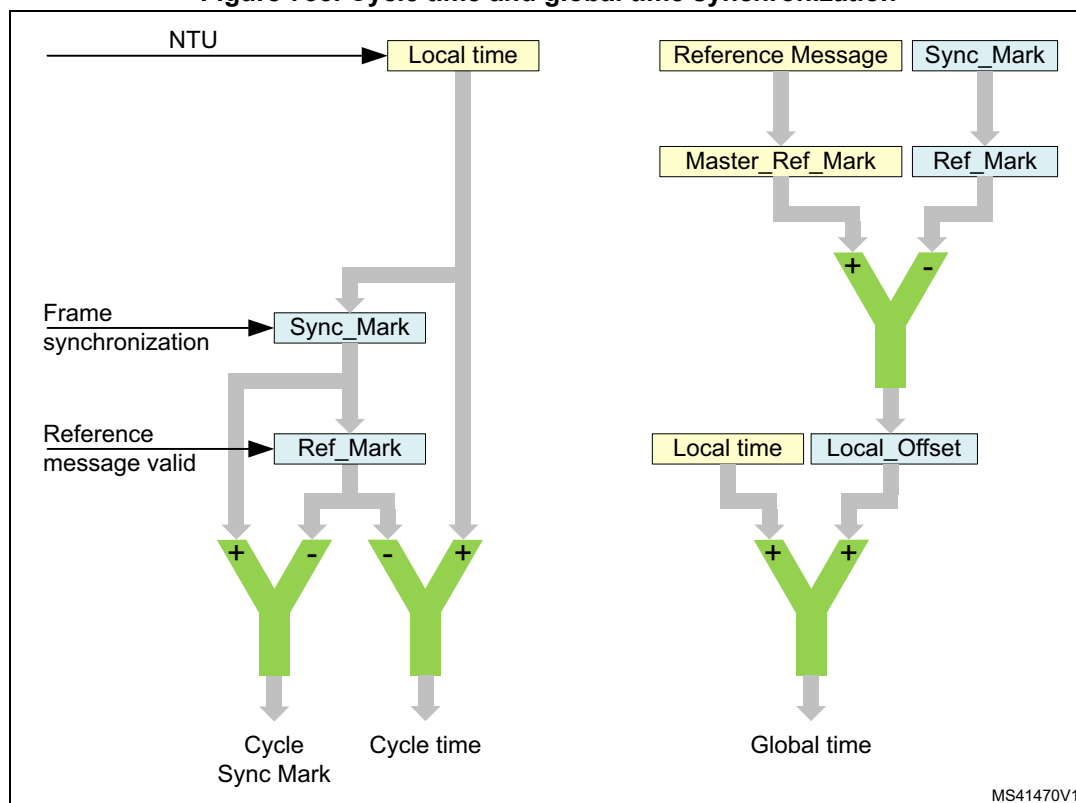 NTU
Local time
Reference Message
Sync_Mark
Master_Ref_Mark
Ref_Mark
+
-
Frame
synchronization
Sync_Mark
Reference
message valid
Ref_Mark
Local time
Local_Offset
+
-
-
+
+
+
Cycle
Sync Mark
Cycle time
Global time
MS41470V1